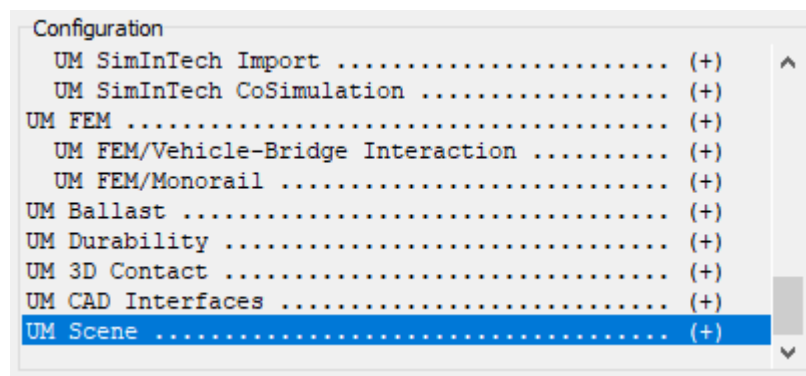 Configuration
UM SimInTech Import ........................ (+)
UM SimInTech CoSimulation .................. (+)
UM FEM ....................................... (+)
UM FEM/Vehicle-Bridge Interaction .......... (+)
UM FEM/Monorail ............................ (+)
UM Ballast ................................... (+)
UM Durability ................................ (+)
UM 3D Contact ................................ (+)
UM CAD Interfaces ............................ (+)
UM Scene ..................................... (+)